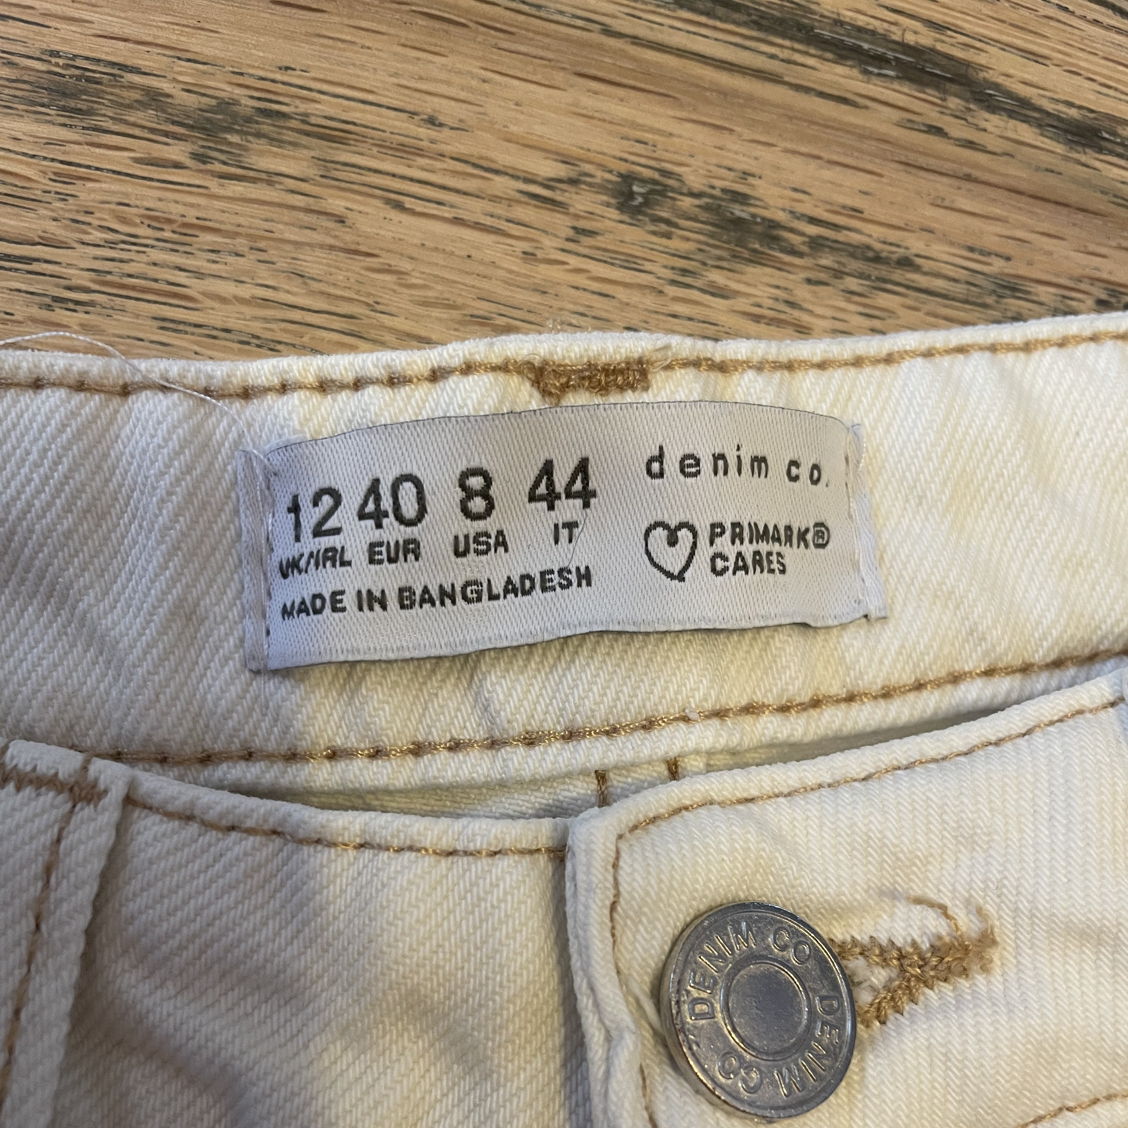 12 40 8 44
UK/IRL EUR USA IT
MADE IN BANGLADESH
denim co.
PRIMARK®
CARES
DENIM CO DENIM CO